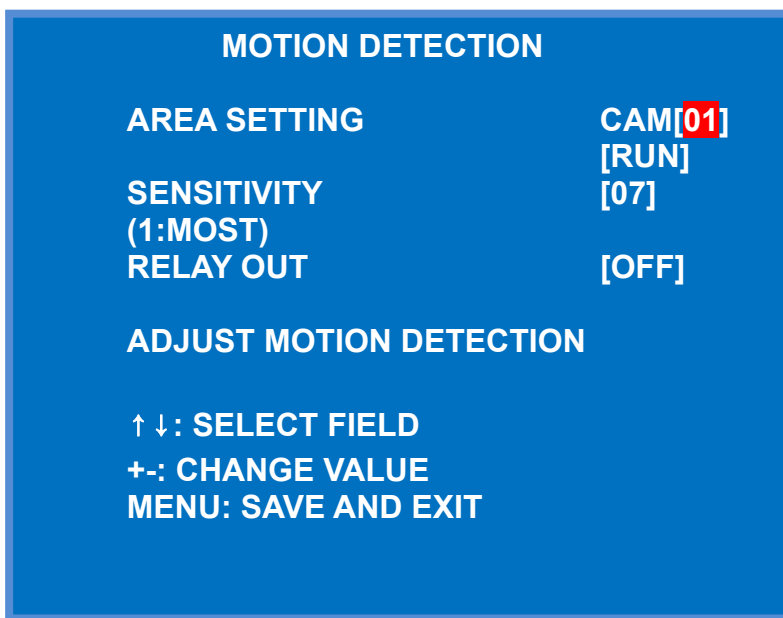 MOTION DETECTION
AREA SETTING CAM[01]
[RUN]
SENSITIVITY [07]
(1:MOST)
RELAY OUT [OFF]
ADJUST MOTION DETECTION
↑↓: SELECT FIELD
+-: CHANGE VALUE
MENU: SAVE AND EXIT